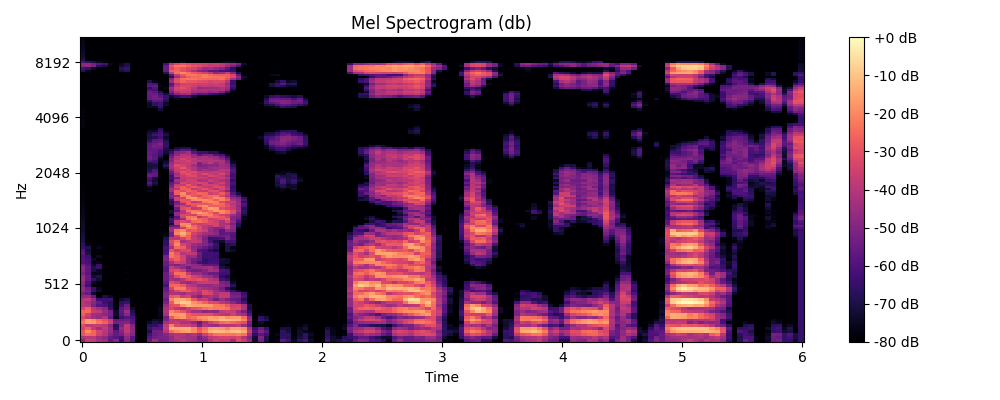 Mel Spectrogram (db)
8192
4096
2048
1024
512
0
Hz
0 1 2 3 4 5 6
Time
+0 dB
-10 dB
-20 dB
-30 dB
-40 dB
-50 dB
-60 dB
-70 dB
-80 dB